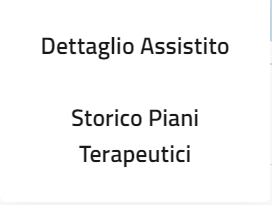 Dettaglio Assistito
Storico Piani
Terapeutici